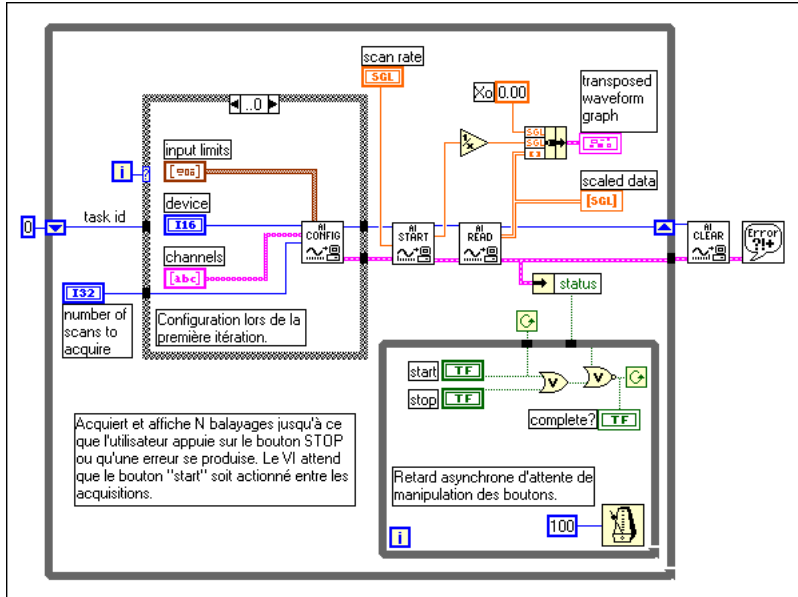 scan rate
SGL
Xo 0.00
transposed
waveform
graph
SGL
SGL
1/x
scaled data
[SGL]
..0
input limits
i
?
device
I16
channels
[abc]
0
task id
I32
number of
scans to
acquire
AI
CONFIG
AI
START
AI
READ
AI
CLEAR
Error
?!+
Configuration lors de la
première itération.
status
start
TF
stop
TF
V
V
complete?
TF
Acquiert et affiche N balayages jusqu'à ce
que l'utilisateur appuie sur le bouton STOP
ou qu'une erreur se produise. Le VI attend
que le bouton "start" soit actionné entre les
acquisitions.
Retard asynchrone d'attente de
manipulation des boutons.
100
i